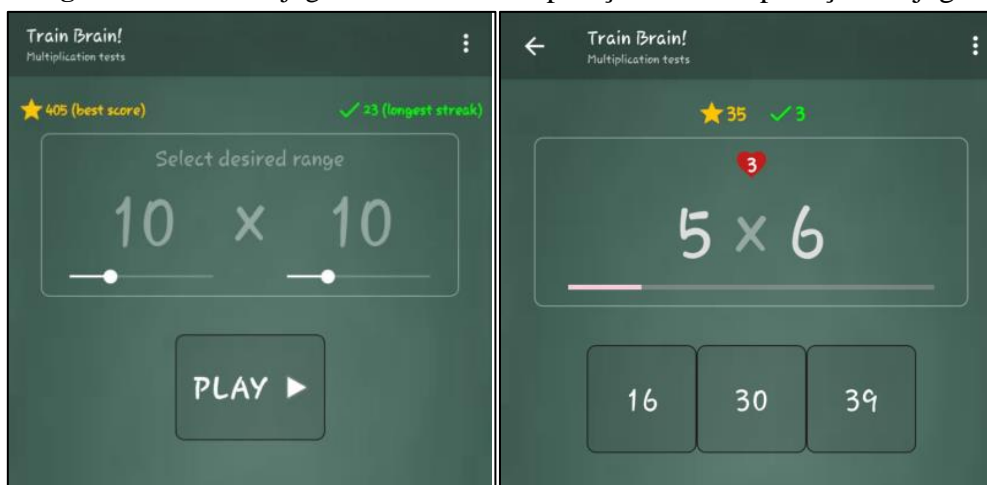 Train Brain!
Multiplication tests
405 (best score)
23 (longest streak)
Select desired range
10 x 10
PLAY
Train Brain!
Multiplication tests
35 3
3
5 x 6
16 30 39